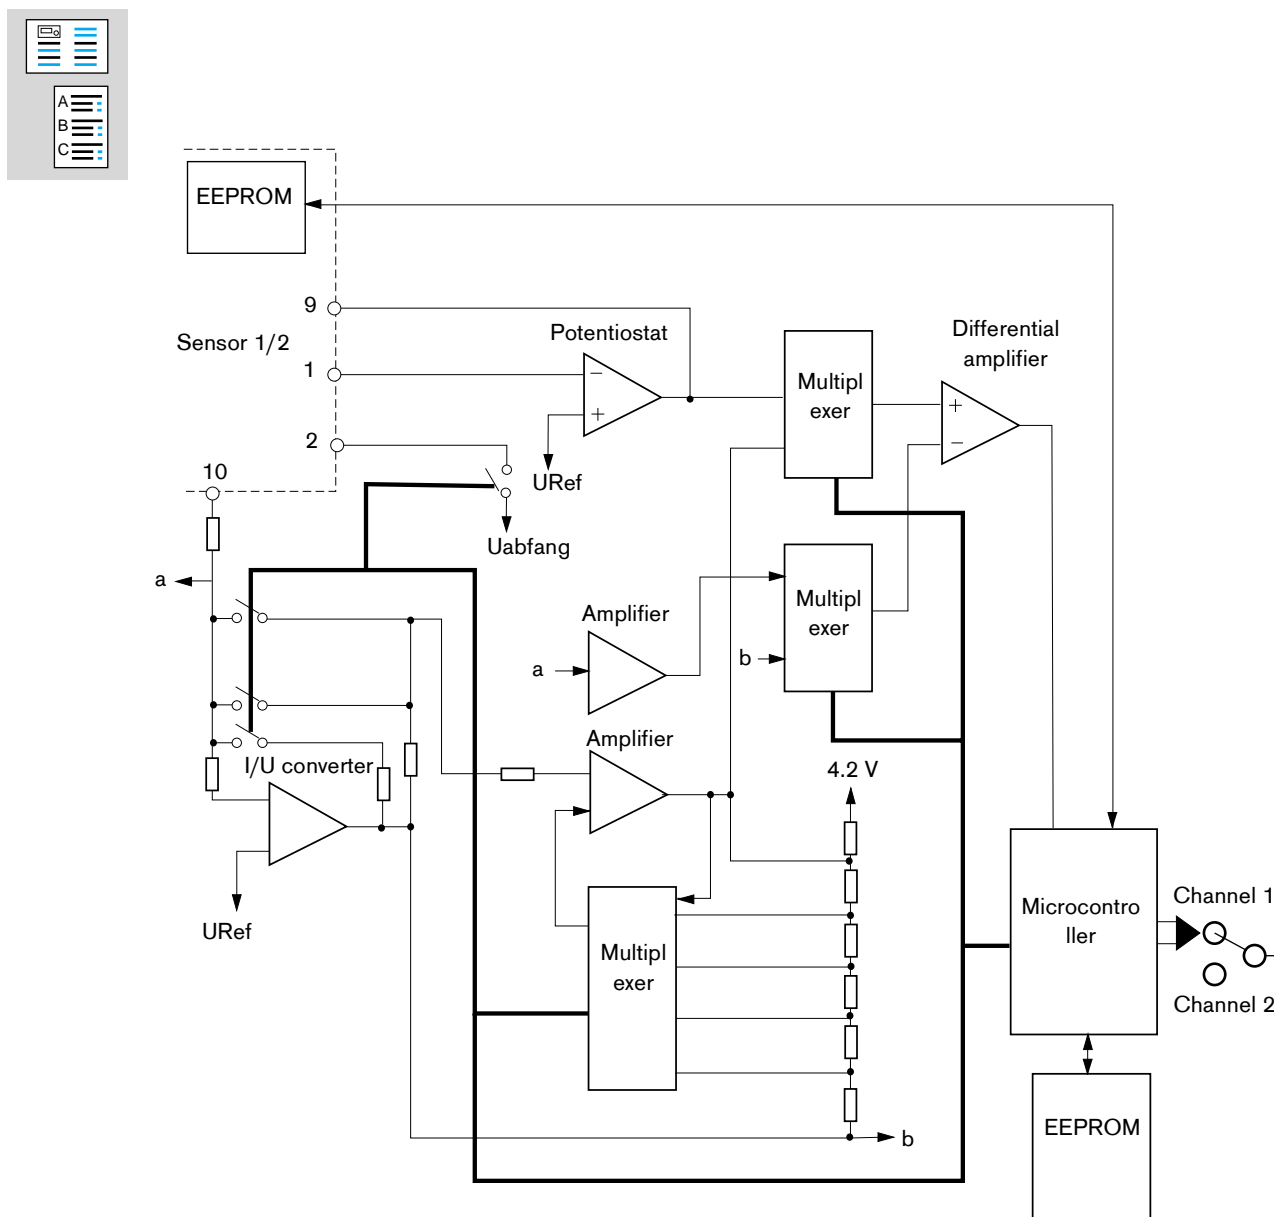 A
B
C
EEPROM
9
Sensor 1/2
1
2
10
Potentiostat
−
+
URef
Uabfang
Multipl
exer
Differential
amplifier
+
−
a
Amplifier
a
b
Multipl
exer
Amplifier
I/U converter
4.2 V
URef
Multipl
exer
Microcontro
ller
Channel 1
Channel 2
b
EEPROM